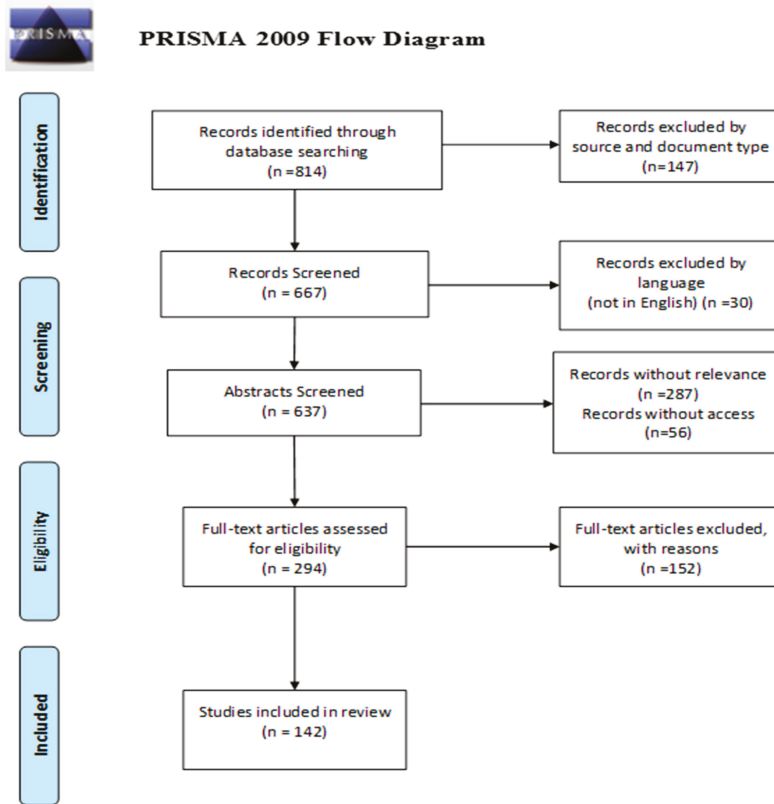 PRISMA
PRISMA 2009 Flow Diagram
Identification
Records identified through
database searching
(n =814)
Records excluded by
source and document type
(n=147)
Screening
Records Screened
(n = 667)
Records excluded by
language
(not in English) (n =30)
Abstracts Screened
n = 637)
Records without relevance
(n =287)
Records without access
(n=56)
Eligibility
Full-text articles assessed
for eligibility
(n = 294)
Full-text articles excluded,
with reasons
(n =152)
Included
Studies included in review
(n = 142)